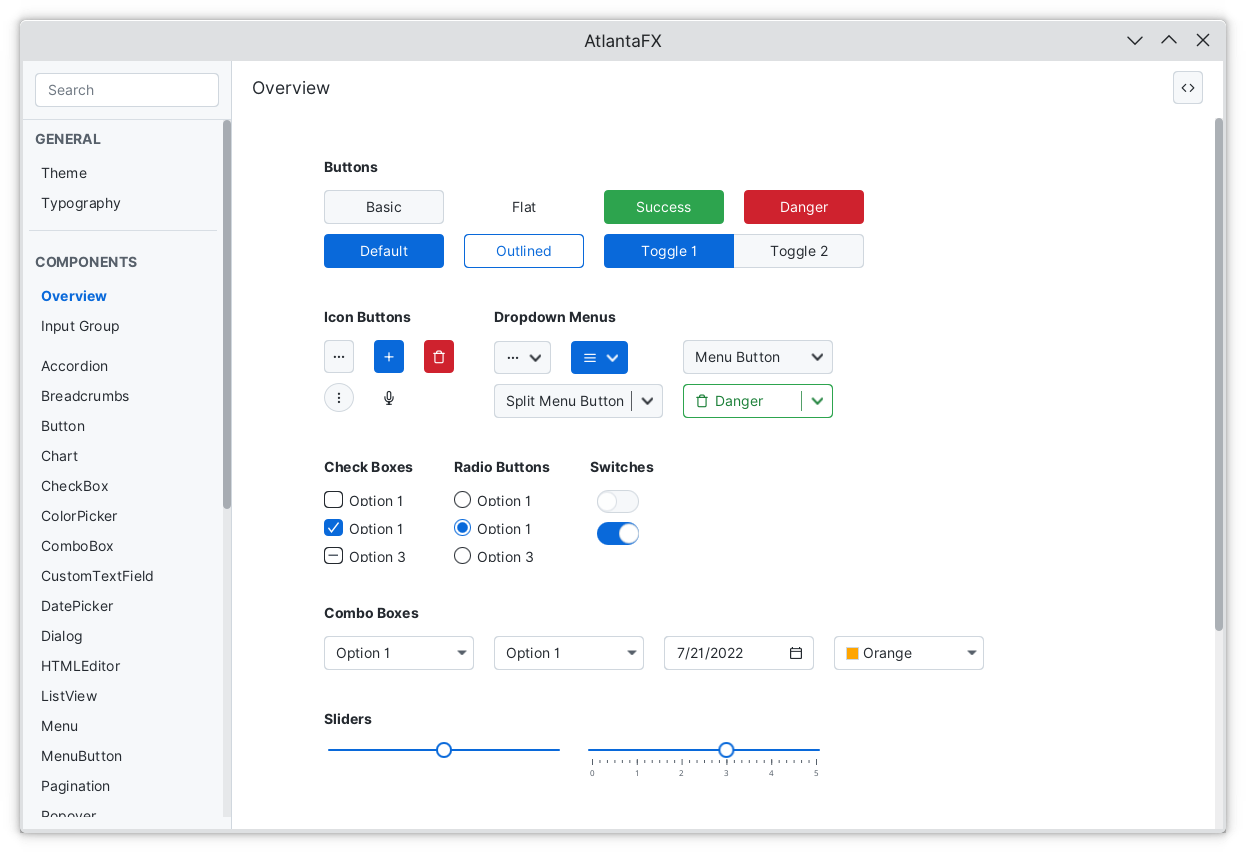 AtlantaFX
Search
GENERAL
Theme
Typography
COMPONENTS
Overview
Input Group
Accordion
Breadcrumbs
Button
Chart
CheckBox
ColorPicker
ComboBox
CustomTextField
DatePicker
Dialog
HTMLEditor
ListView
Menu
MenuButton
Pagination
Popover
Overview
Buttons
Basic Flat Success Danger
Default Outlined Toggle 1 Toggle 2
Icon Buttons Dropdown Menus
Menu Button
Split Menu Button Danger
Check Boxes Radio Buttons Switches
Option 1 Option 1
Option 1 Option 1
Option 3 Option 3
Combo Boxes
Option 1 Option 1 7/21/2022 Orange
Sliders
0 1 2 3 4 5